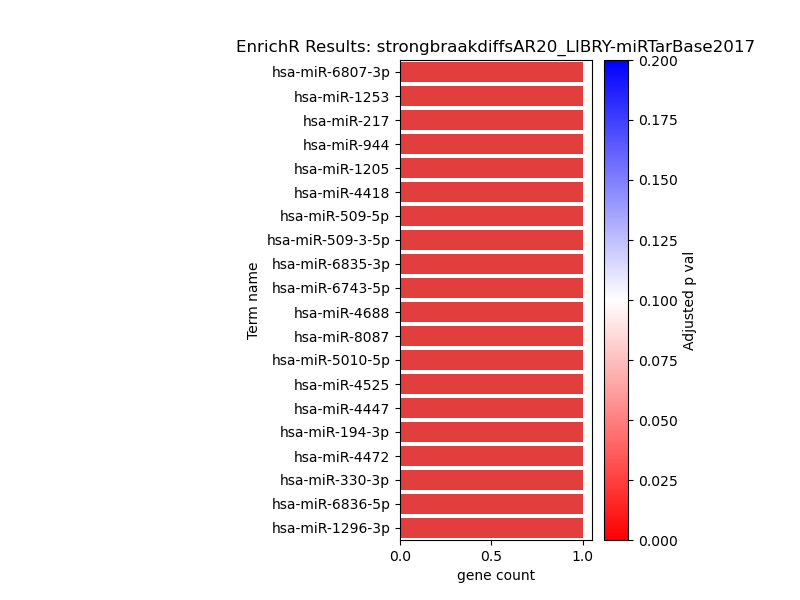 EnrichR Results: strongbraakdiffsAR20_LIBRY-miRTarBase2017
Term name
hsa-miR-6807-3p
hsa-miR-1253
hsa-miR-217
hsa-miR-944
hsa-miR-1205
hsa-miR-4418
hsa-miR-509-5p
hsa-miR-509-3-5p
hsa-miR-6835-3p
hsa-miR-6743-5p
hsa-miR-4688
hsa-miR-8087
hsa-miR-5010-5p
hsa-miR-4525
hsa-miR-4447
hsa-miR-194-3p
hsa-miR-4472
hsa-miR-330-3p
hsa-miR-6836-5p
hsa-miR-1296-3p
0.0 0.5 1.0
gene count
0.200
0.175
0.150
0.125
0.100
0.075
0.050
0.025
0.000
Adjusted p val